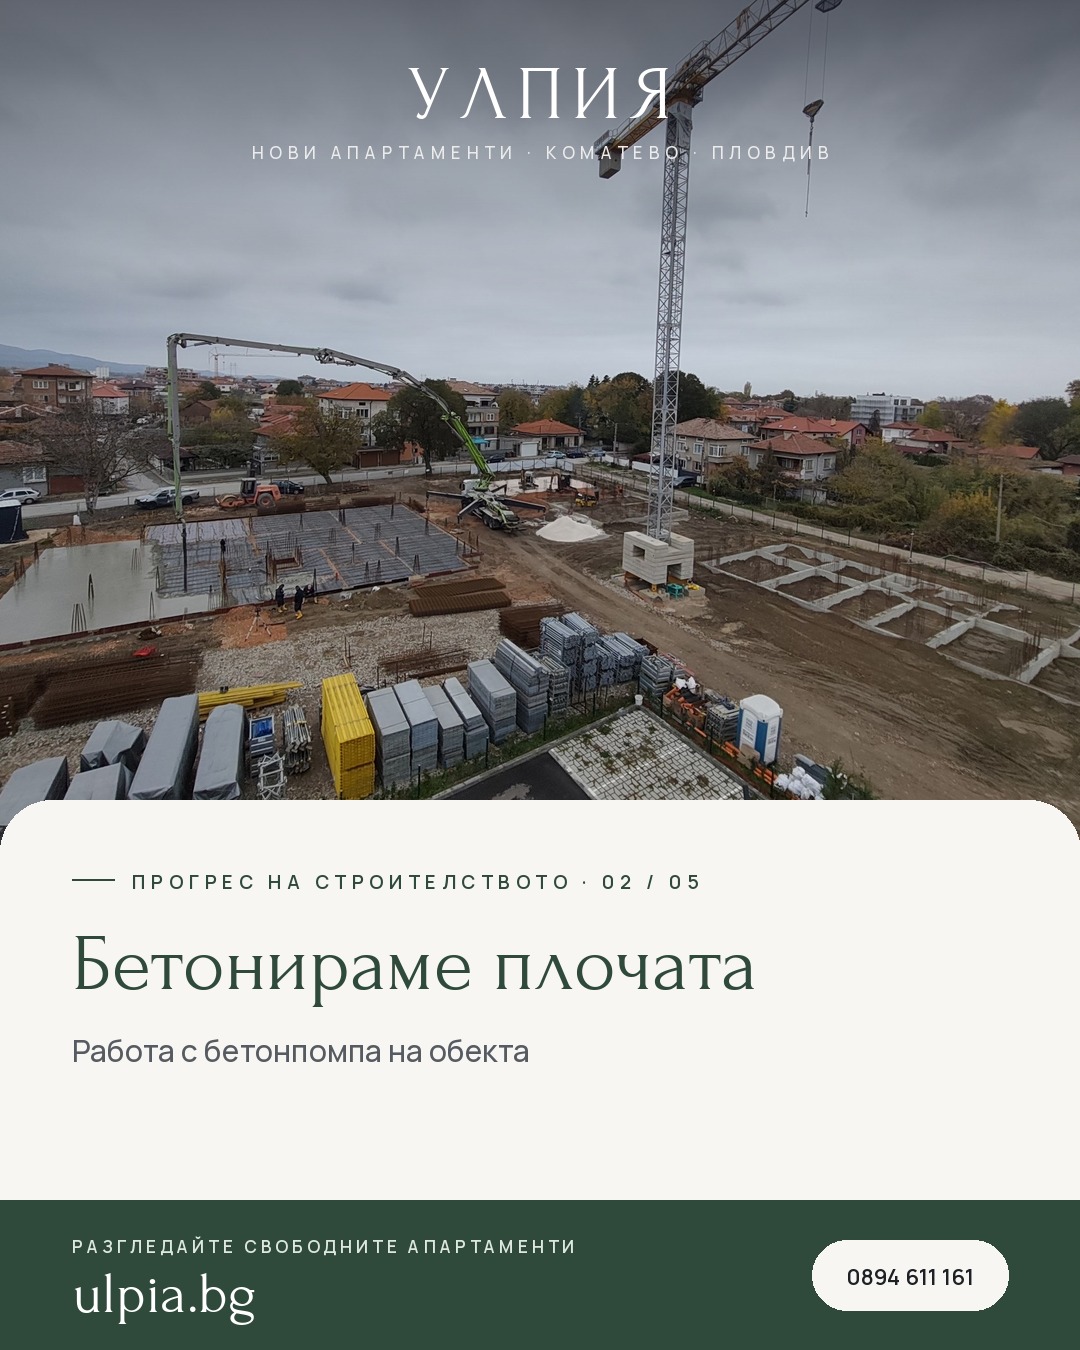 УЛПИЯ
НОВИ АПАРТАМЕНТИ · КОМАТЕВО · ПЛОВДИВ
ПРОГРЕС НА СТРОИТЕЛСТВОТО · 02 / 05
Бетонираме плочата
Работа с бетонпомпа на обекта
РАЗГЛЕДАЙТЕ СВОБОДНИТЕ АПАРТАМЕНТИ
ulpia.bg
0894 611 161